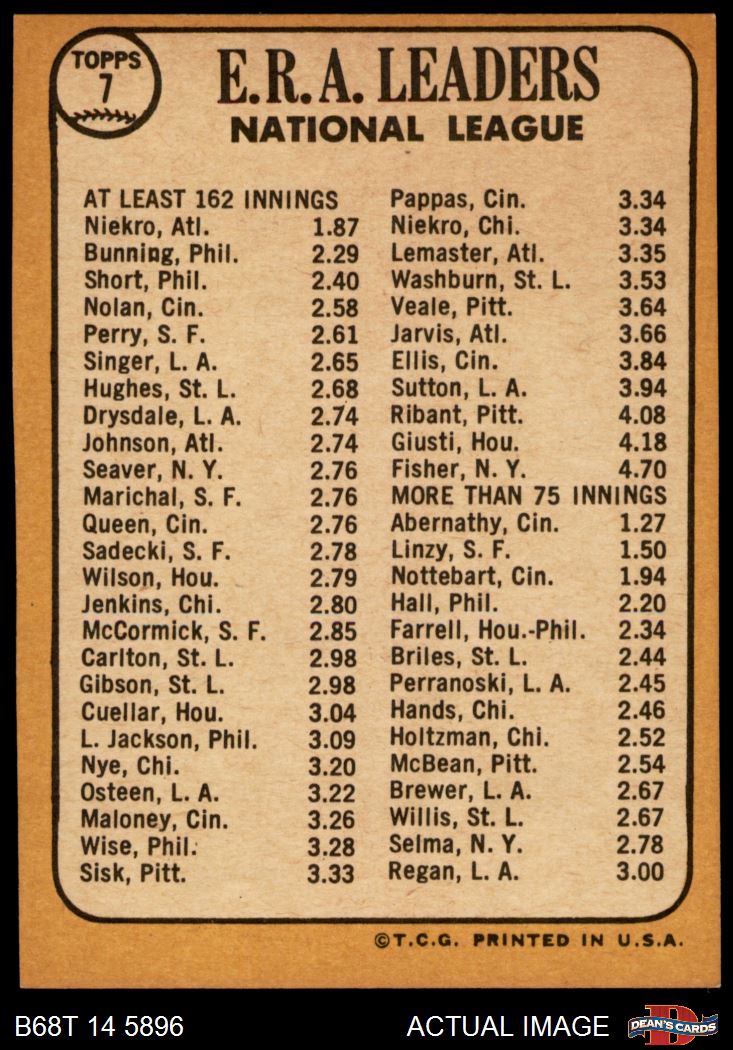 TOPPS
7
E.R.A. LEADERS
NATIONAL LEAGUE
AT LEAST 162 INNINGS
Niekro, Atl. 1.87
Bunning, Phil. 2.29
Short, Phil. 2.40
Nolan, Cin. 2.58
Perry, S. F. 2.61
Singer, L. A. 2.65
Hughes, St. L. 2.68
Drysdale, L. A. 2.74
Johnson, Atl. 2.74
Seaver, N. Y. 2.76
Marichal, S. F. 2.76
Queen, Cin. 2.76
Sadecki, S. F. 2.78
Wilson, Hou. 2.79
Jenkins, Chi. 2.80
McCormick, S. F. 2.85
Carlton, St. L. 2.98
Gibson, St. L. 2.98
Cuellar, Hou. 3.04
L. Jackson, Phil. 3.09
Nye, Chi. 3.20
Osteen, L. A. 3.22
Maloney, Cin. 3.26
Wise, Phil. 3.28
Sisk, Pitt. 3.33
Pappas, Cin. 3.34
Niekro, Chi. 3.34
Lemaster, Atl. 3.35
Washburn, St. L. 3.53
Veale, Pitt. 3.64
Jarvis, Atl. 3.66
Ellis, Cin. 3.84
Sutton, L. A. 3.94
Ribant, Pitt. 4.08
Giusti, Hou. 4.18
Fisher, N. Y. 4.70
MORE THAN 75 INNINGS
Abernathy, Cin. 1.27
Linzy, S. F. 1.50
Nottebart, Cin. 1.94
Hall, Phil. 2.20
Farrell, Hou.-Phil. 2.34
Briles, St. L. 2.44
Perranoski, L. A. 2.45
Hands, Chi. 2.46
Holtzman, Chi. 2.52
McBean, Pitt. 2.54
Brewer, L. A. 2.67
Willis, St. L. 2.67
Selma, N. Y. 2.78
Regan, L. A. 3.00
©T.C.G. PRINTED IN U.S.A.
B68T 14 5896 ACTUAL IMAGE
D
DEAN'S CARDS